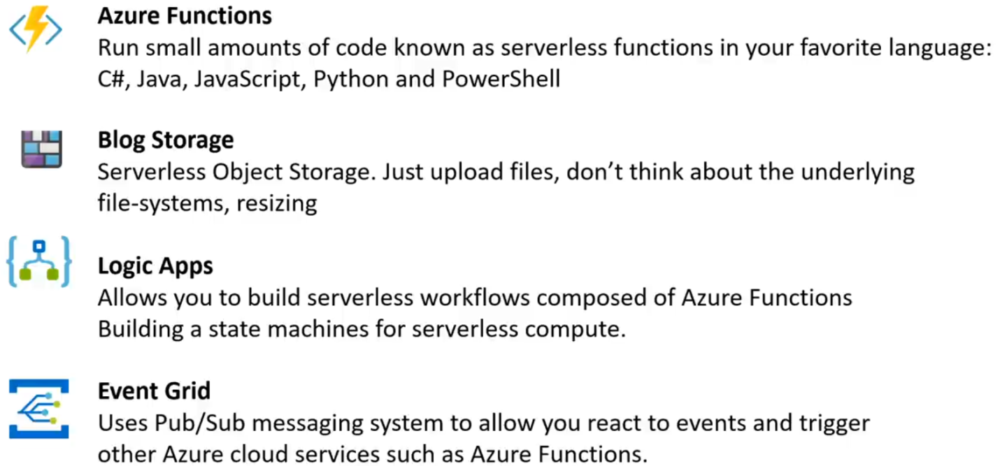 Azure Functions
Run small amounts of code known as serverless functions in your favorite language:
C#, Java, JavaScript, Python and PowerShell
Blog Storage
Serverless Object Storage. Just upload files, don’t think about the underlying
file-systems, resizing
Logic Apps
Allows you to build serverless workflows composed of Azure Functions
Building a state machines for serverless compute.
Event Grid
Uses Pub/Sub messaging system to allow you react to events and trigger
other Azure cloud services such as Azure Functions.